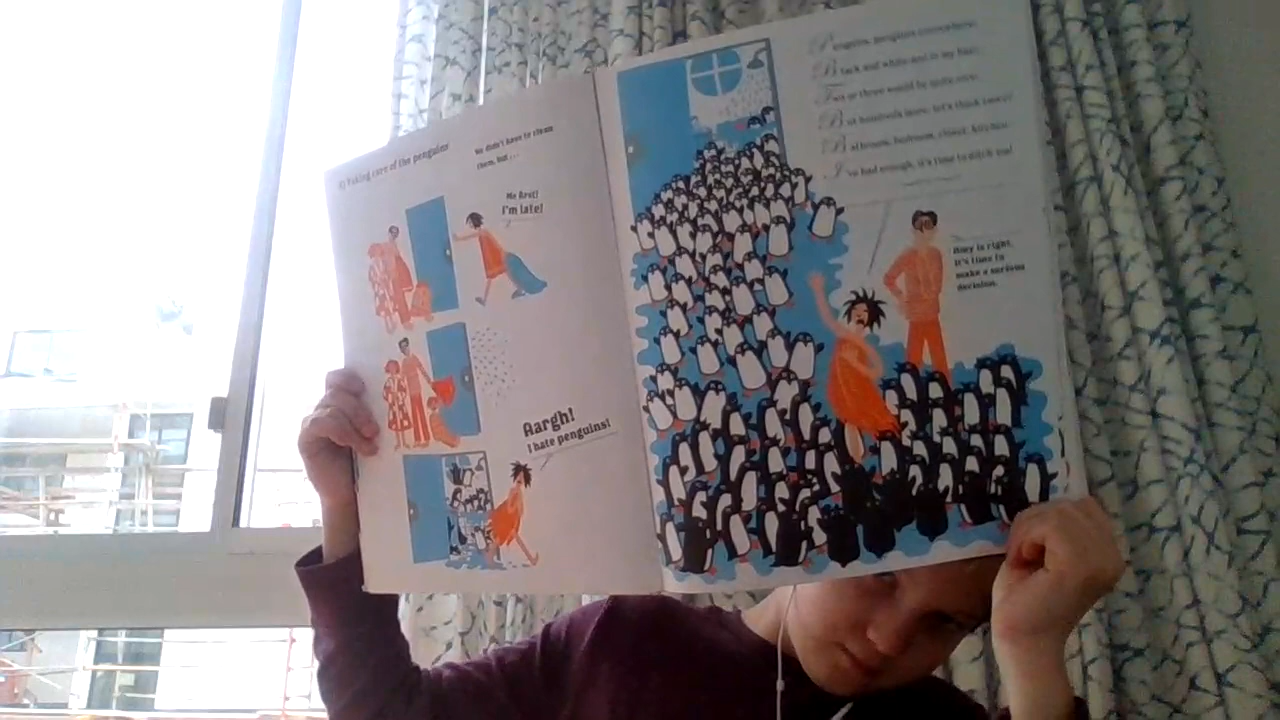 6) Taking care of the penguins
We didn't have to clean
them, but . . .
Me first!
I'm late!
Aargh!
I hate penguins!
Penguins, penguins everywhere,
Black and white and in my hair.
Two or three would be quite nice,
But hundreds more, let's think twice!
Bathroom, bedroom, closet, kitchen,
I've had enough, it's time to ditch 'em!
Amy is right.
It's time to
make a serious
decision.